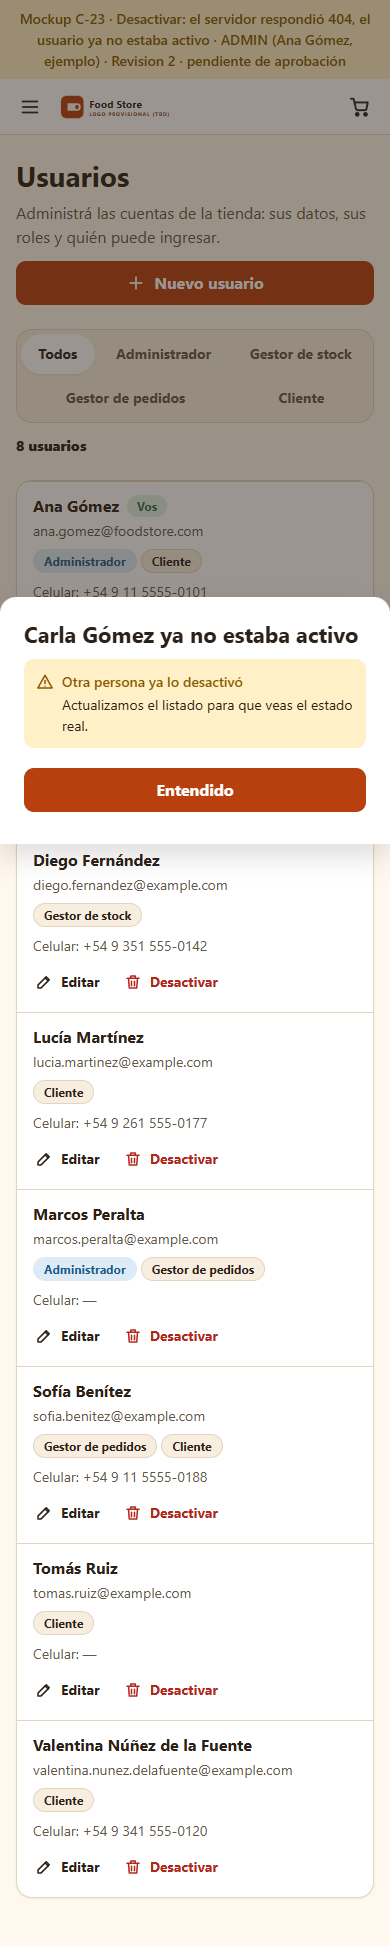 Mockup C-23 · Desactivar: el servidor respondió 404, el
usuario ya no estaba activo · ADMIN (Ana Gómez,
ejemplo) · Revision 2 · pendiente de aprobación
Food Store
LOGO PROVISIONAL (TBD)
Usuarios
Administrá las cuentas de la tienda: sus datos, sus
roles y quién puede ingresar.
Nuevo usuario
Todos
Administrador
Gestor de stock
Gestor de pedidos
Cliente
8 usuarios
Ana Gómez
Vos
ana.gomez@foodstore.com
Administrador
Cliente
Celular: +54 9 11 5555-0101
Carla Gómez ya no estaba activo
Otra persona ya lo desactivó
Actualizamos el listado para que veas el estado
real.
Entendido
Diego Fernández
diego.fernandez@example.com
Gestor de stock
Celular: +54 9 351 555-0142
Editar
Desactivar
Lucía Martínez
lucia.martinez@example.com
Cliente
Celular: +54 9 261 555-0177
Editar
Desactivar
Marcos Peralta
marcos.peralta@example.com
Administrador
Gestor de pedidos
Celular: —
Editar
Desactivar
Sofía Benítez
sofia.benitez@example.com
Gestor de pedidos
Cliente
Celular: +54 9 11 5555-0188
Editar
Desactivar
Tomás Ruiz
tomas.ruiz@example.com
Cliente
Celular: —
Editar
Desactivar
Valentina Núñez de la Fuente
valentina.nunez.delafuente@example.com
Cliente
Celular: +54 9 341 555-0120
Editar
Desactivar